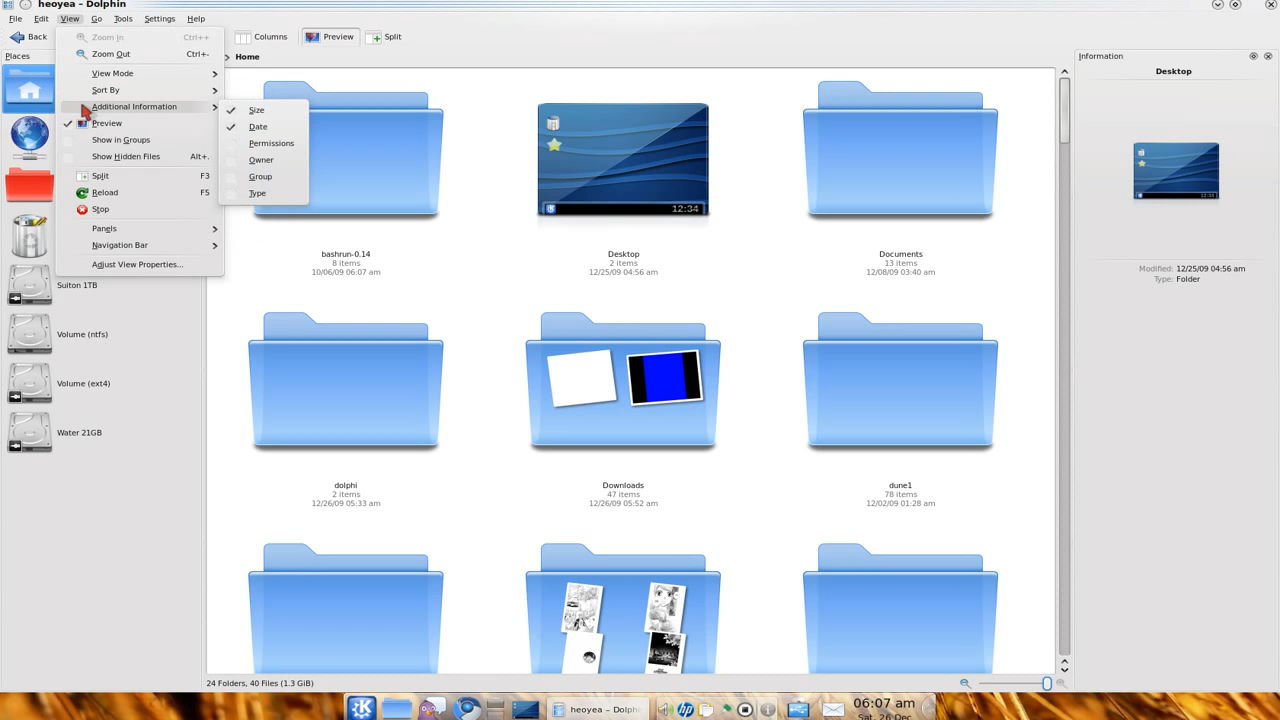 heoyea – Dolphin
File Edit View Go Tools Settings Help
Back Columns Preview Split
Places
Zoom In Ctrl++
Zoom Out Ctrl+-
View Mode
Sort By
Additional Information
Preview
Show in Groups
Show Hidden Files Alt+.
Split F3
Reload F5
Stop
Panels
Navigation Bar
Adjust View Properties...
Size
Date
Permissions
Owner
Group
Type
Suiton 1TB
Volume (ntfs)
Volume (ext4)
Water 21GB
Home
12:34
bashrun-0.14
8 items
10/06/09 06:07 am
Desktop
2 items
12/25/09 04:56 am
Documents
13 items
12/08/09 03:40 am
dolphi
2 items
12/26/09 05:33 am
Downloads
47 items
12/26/09 05:52 am
dune1
78 items
12/02/09 01:28 am
Information
Desktop
Modified: 12/25/09 04:56 am
Type: Folder
24 Folders, 40 Files (1.3 GiB)
heoyea – Dolphi
hp
06:07 am
Sat, 26 Dec